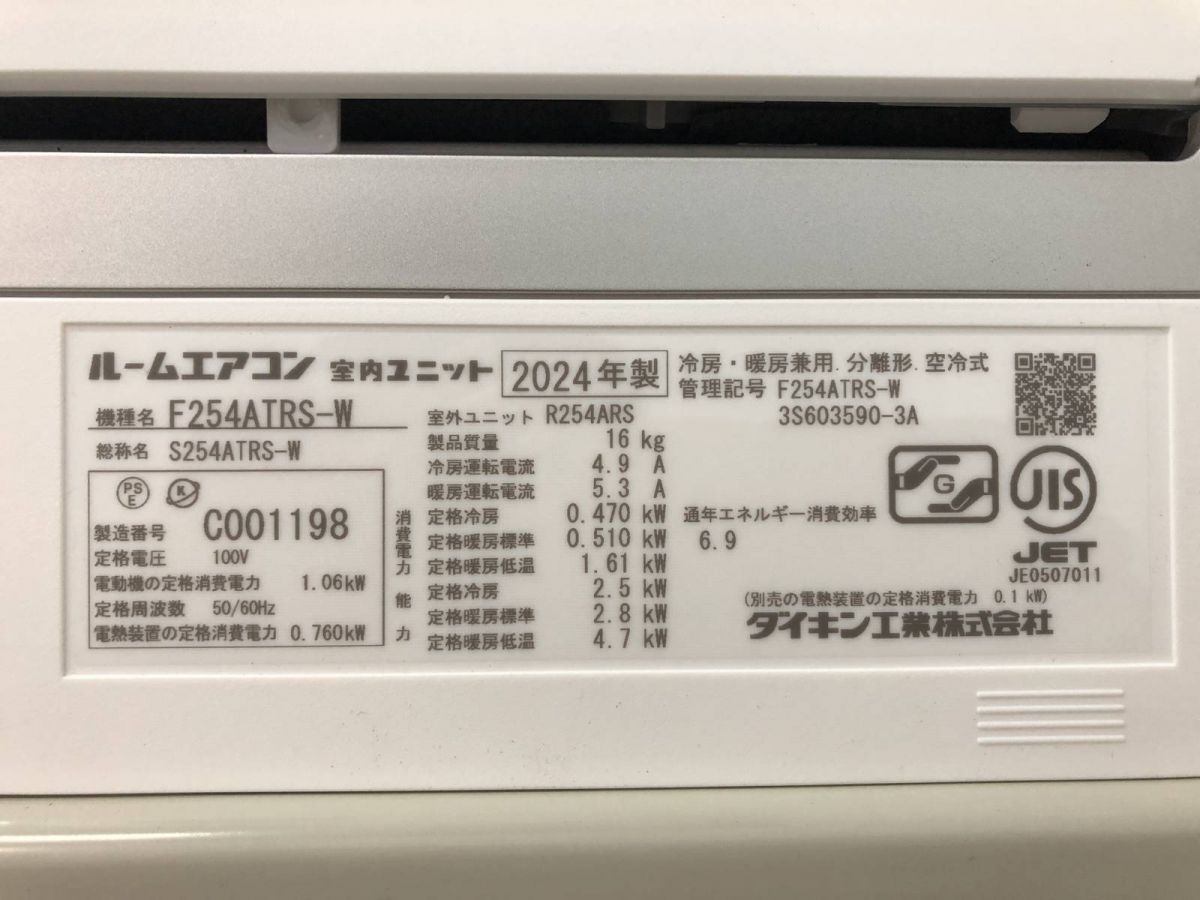 ルームエアコン 室内ユニット 2024年製
冷房・暖房兼用．分離形．空冷式
管理記号 F254ATRS-W
3S603590-3A
機種名 F254ATRS-W
総称名 S254ATRS-W
PS
E
製造番号 C001198
定格電圧 100V
電動機の定格消費電力 1.06kW
定格周波数 50/60Hz
電熱装置の定格消費電力 0.760kW
室外ユニット R254ARS
製品質量 16 kg
冷房運転電流 4.9 A
暖房運転電流 5.3 A
消費電力
定格冷房 0.470 kW
定格暖房標準 0.510 kW
定格暖房低温 1.61 kW
能力
定格冷房 2.5 kW
定格暖房標準 2.8 kW
定格暖房低温 4.7 kW
通年エネルギー消費効率
6.9
G
JIS
JET
JE0507011
(別売の電熱装置の定格消費電力 0.1 kW)
ダイキン工業株式会社